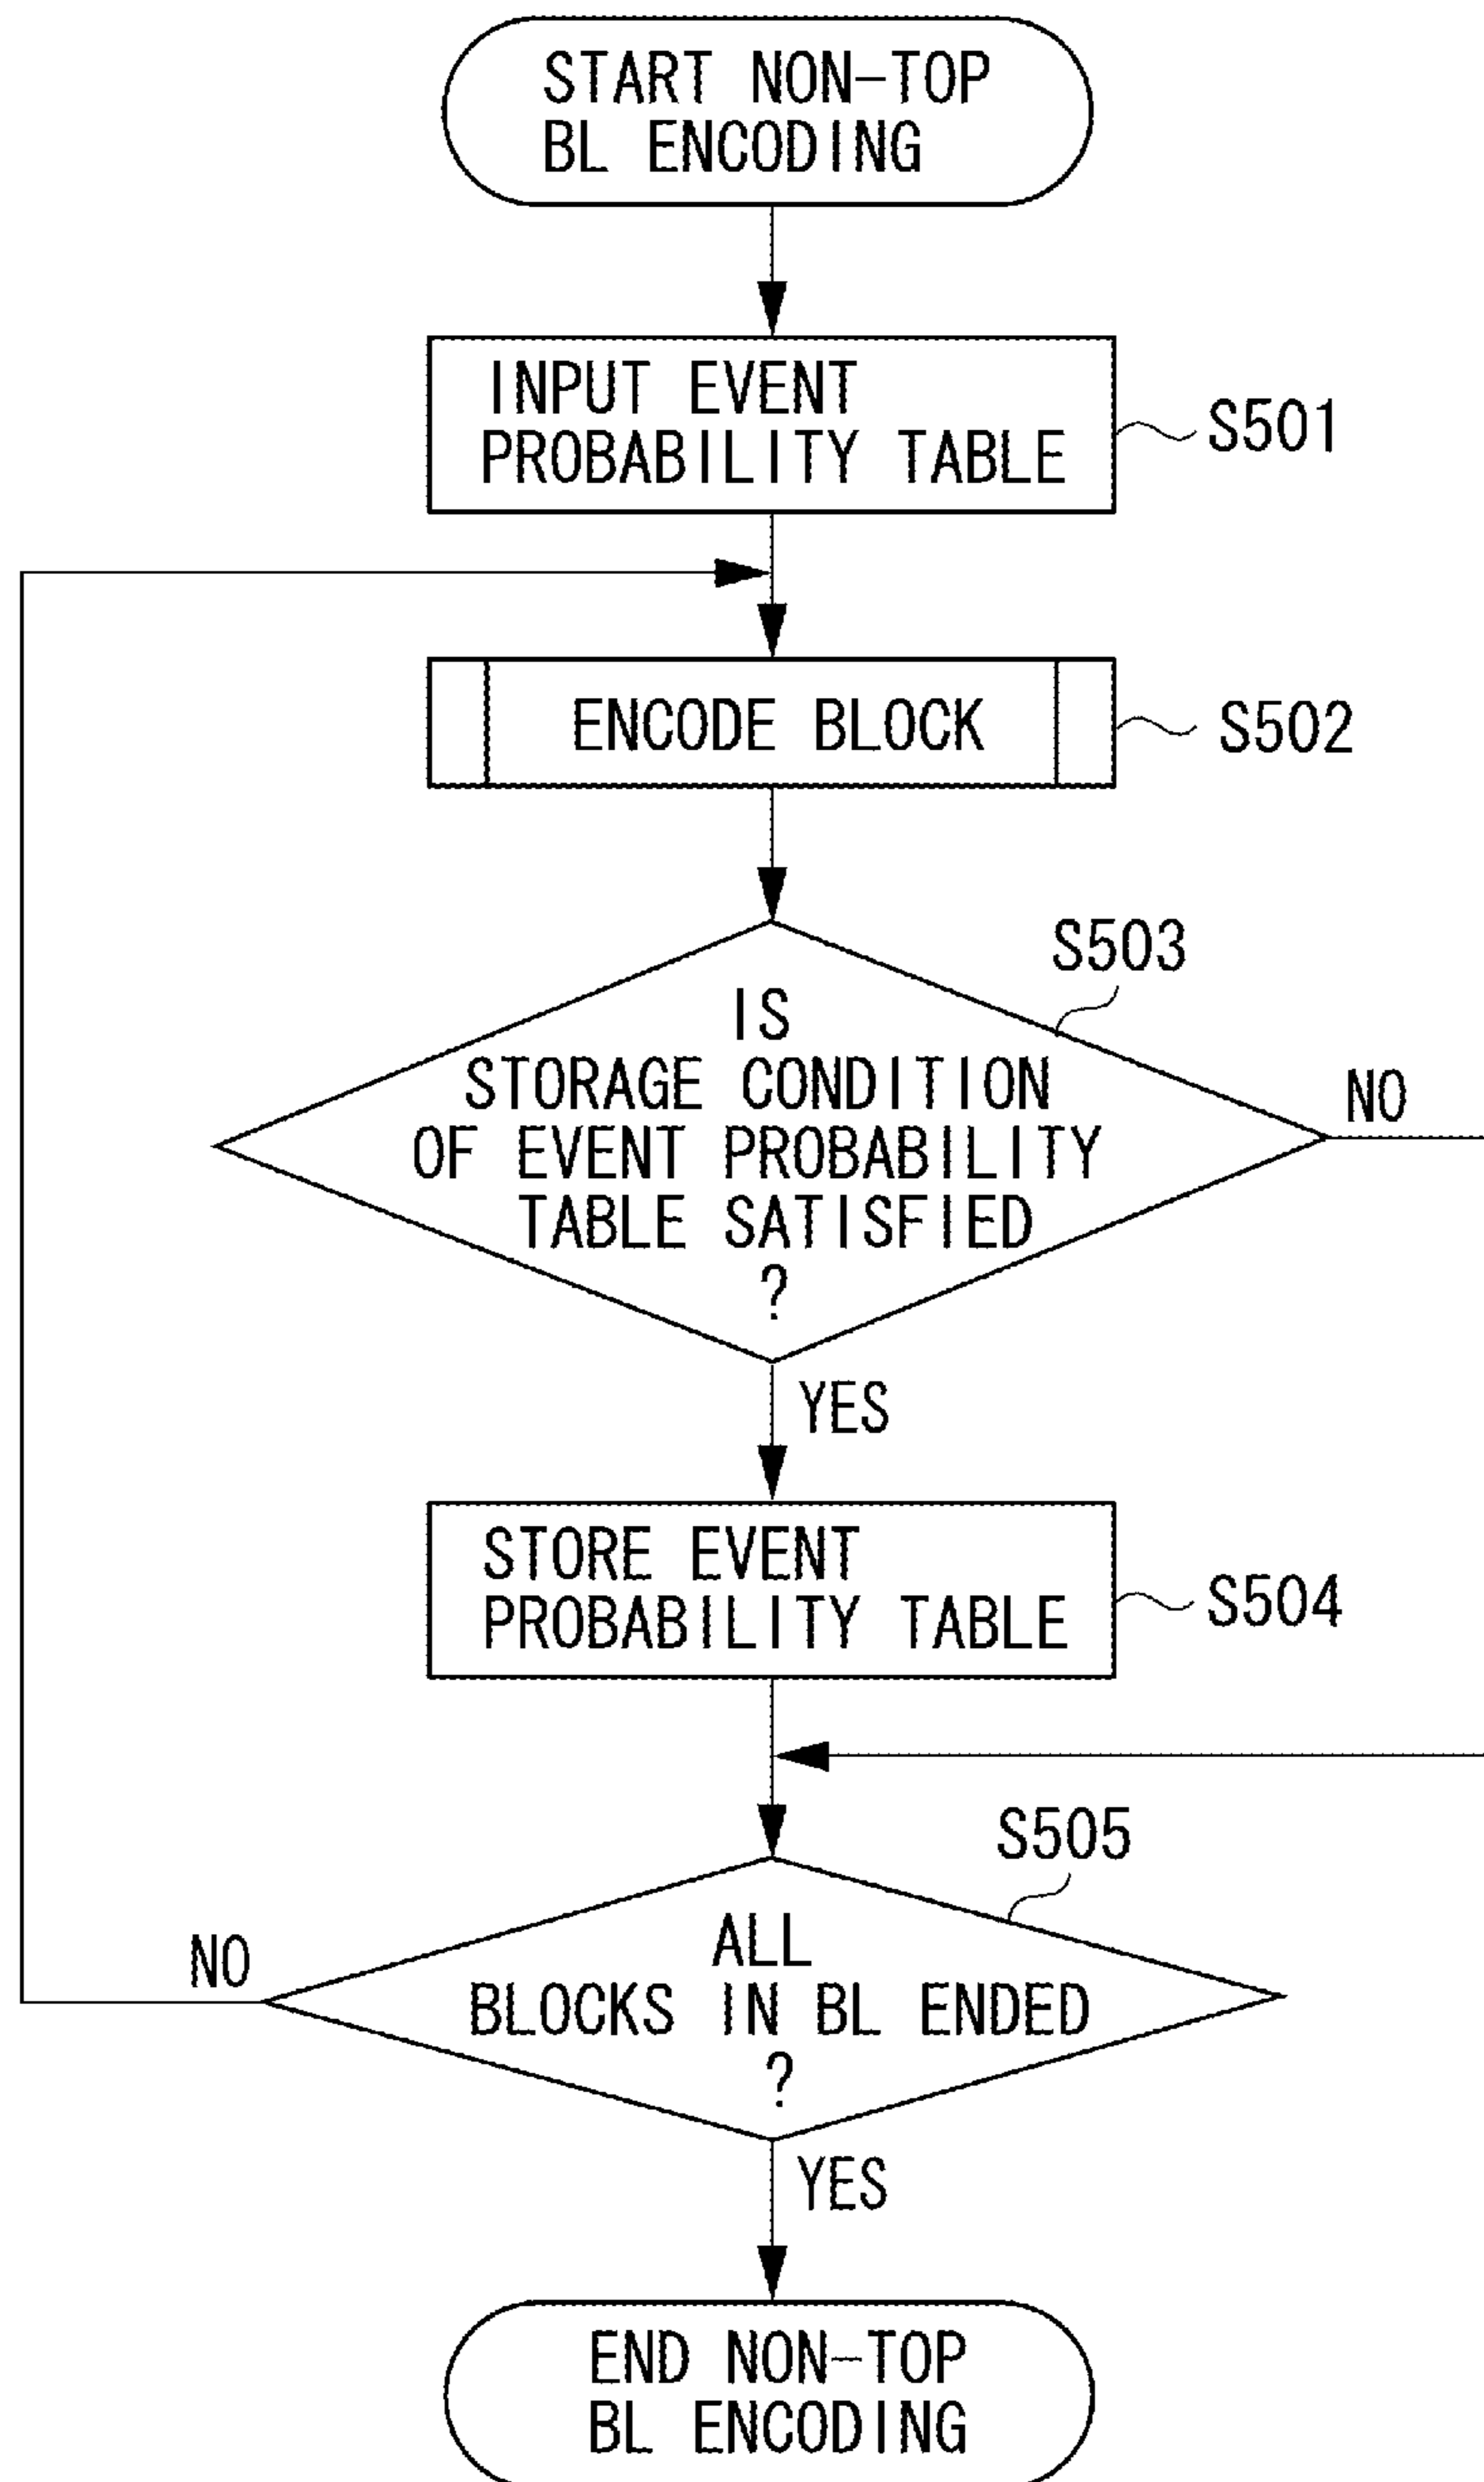 START NON-TOP
BL ENCODING
INPUT EVENT
PROBABILITY TABLE
S501
ENCODE BLOCK
S502
S503
IS
STORAGE CONDITION
OF EVENT PROBABILITY
TABLE SATISFIED
?
NO
YES
STORE EVENT
PROBABILITY TABLE
S504
S505
ALL
BLOCKS IN BL ENDED
?
NO
YES
END NON-TOP
BL ENCODING